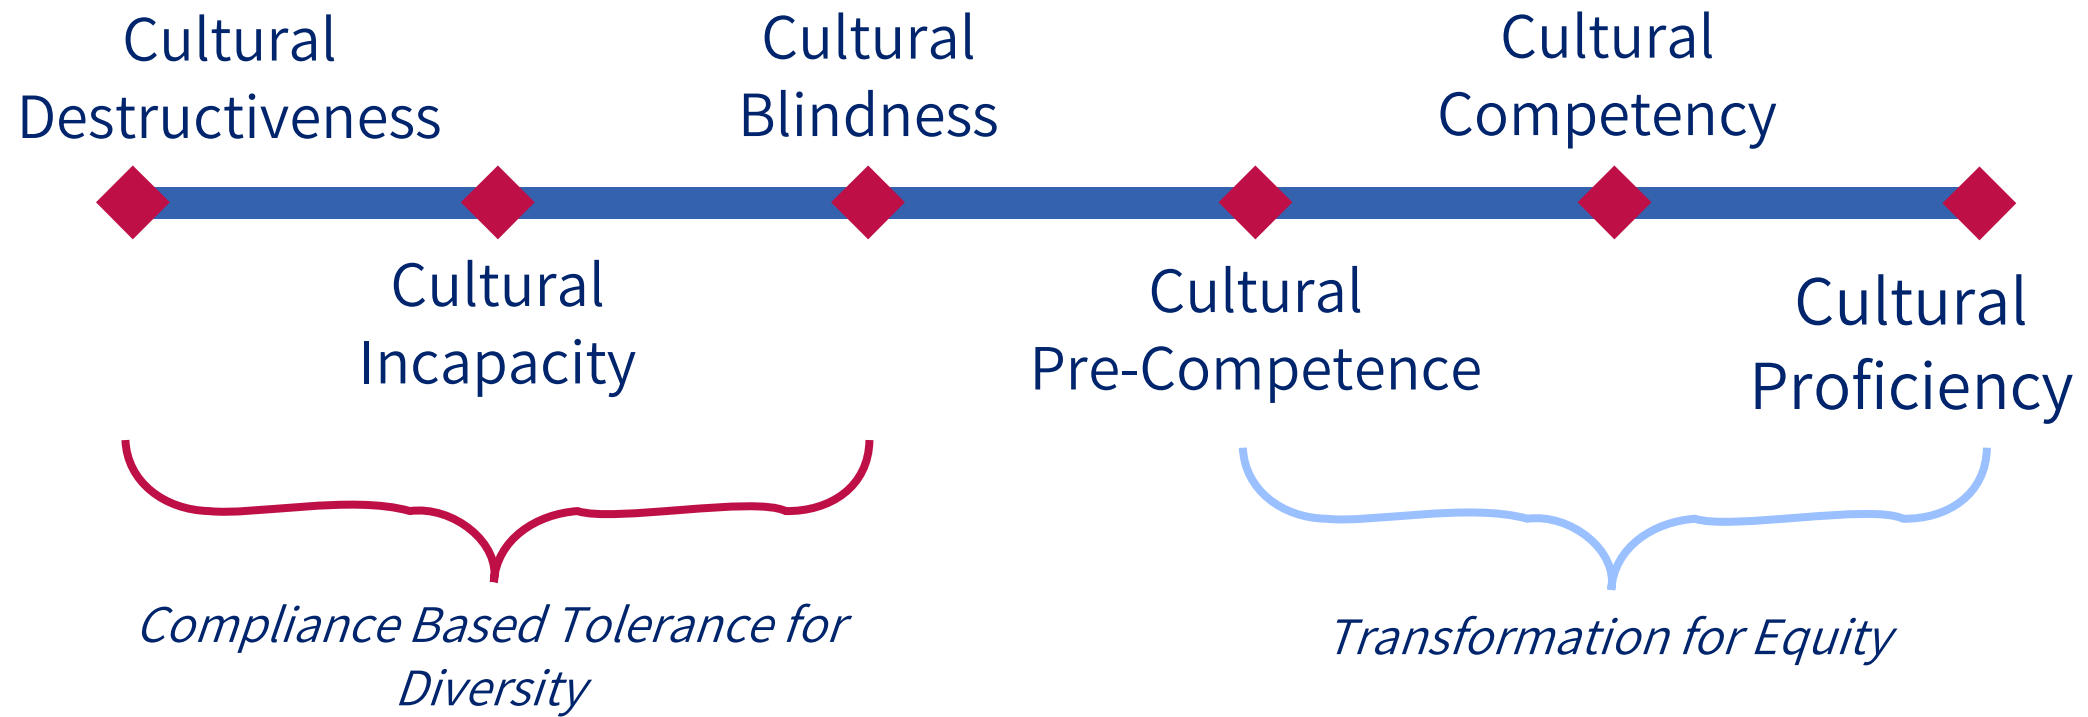 Cultural
Destructiveness
Cultural
Blindness
Cultural
Competency
Cultural
Incapacity
Cultural
Pre-Competence
Cultural
Proficiency
Compliance Based Tolerance for
Diversity
Transformation for Equity